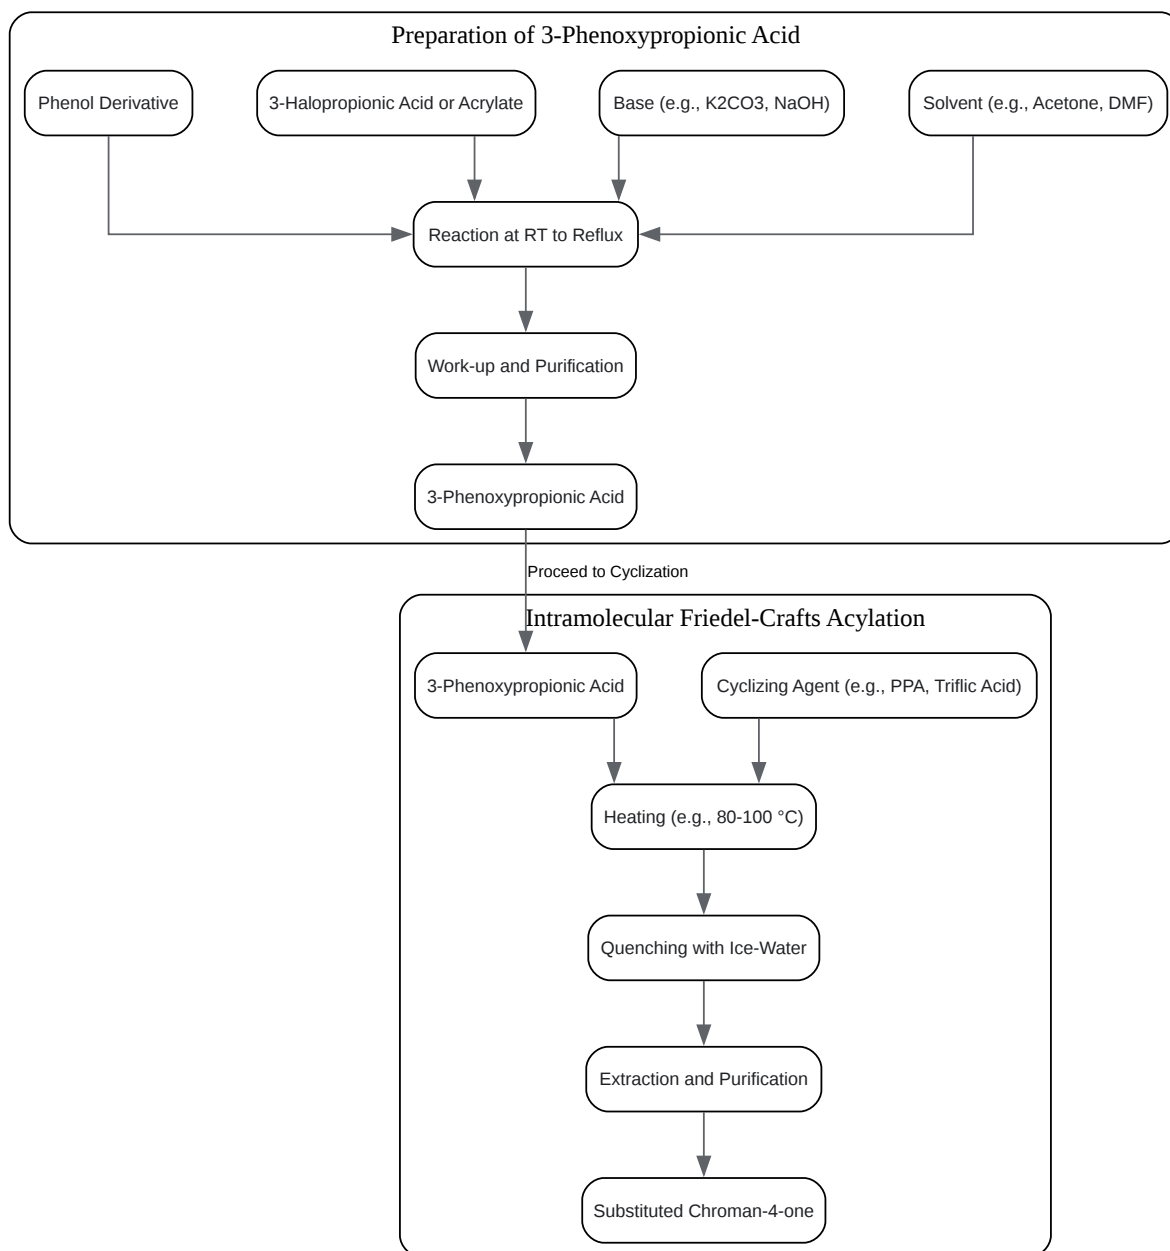 Preparation of 3-Phenoxypropionic Acid
Phenol Derivative
3-Halopropionic Acid or Acrylate
Base (e.g., K2CO3, NaOH)
Solvent (e.g., Acetone, DMF)
Reaction at RT to Reflux
Work-up and Purification
3-Phenoxypropionic Acid
Proceed to Cyclization
Intramolecular Friedel-Crafts Acylation
3-Phenoxypropionic Acid
Cyclizing Agent (e.g., PPA, Triflic Acid)
Heating (e.g., 80-100 °C)
Quenching with Ice-Water
Extraction and Purification
Substituted Chroman-4-one